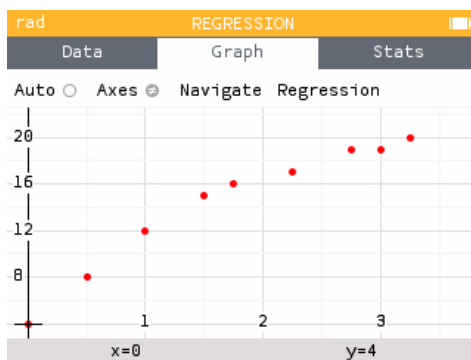 rad REGRESSION
Data Graph Stats
Auto Axes Navigate Regression
20
16
12
8
1 2 3
x=0 y=4